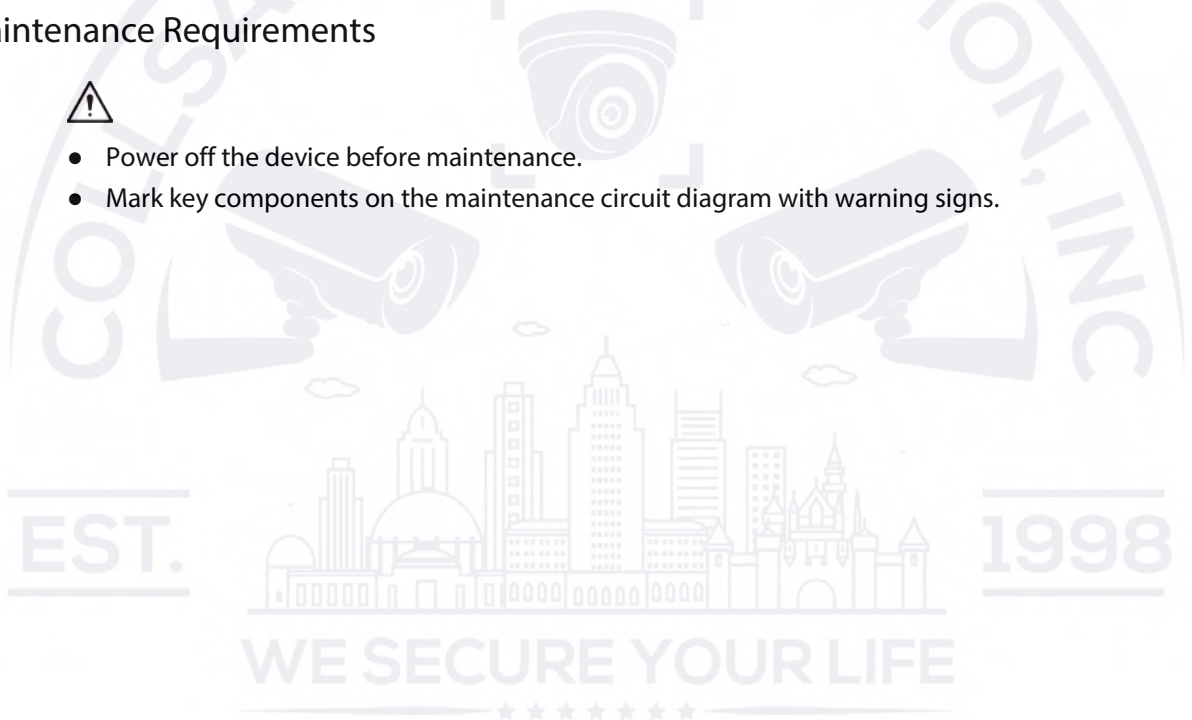 intenance Requirements
● Power off the device before maintenance.
● Mark key components on the maintenance circuit diagram with warning signs.
EST.
1998
WE SECURE YOUR LIFE